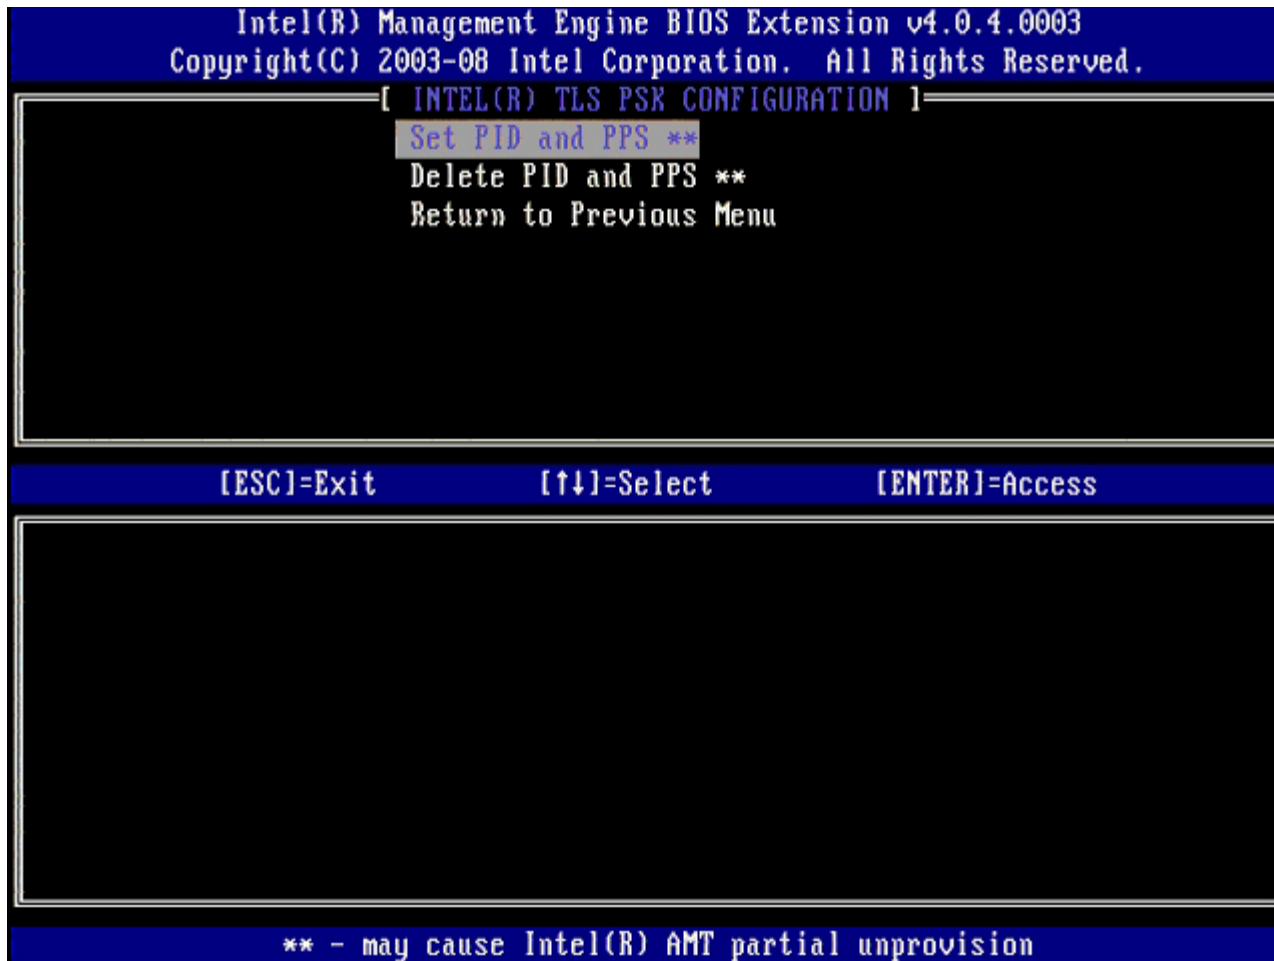 Intel(R) Management Engine BIOS Extension v4.0.4.0003
Copyright(C) 2003-08 Intel Corporation. All Rights Reserved.
[ INTEL(R) TLS PSK CONFIGURATION ]
Set PID and PPS **
Delete PID and PPS **
Return to Previous Menu
[ESC]=Exit [↑↓]=Select [ENTER]=Access
** - may cause Intel(R) AMT partial unprovision